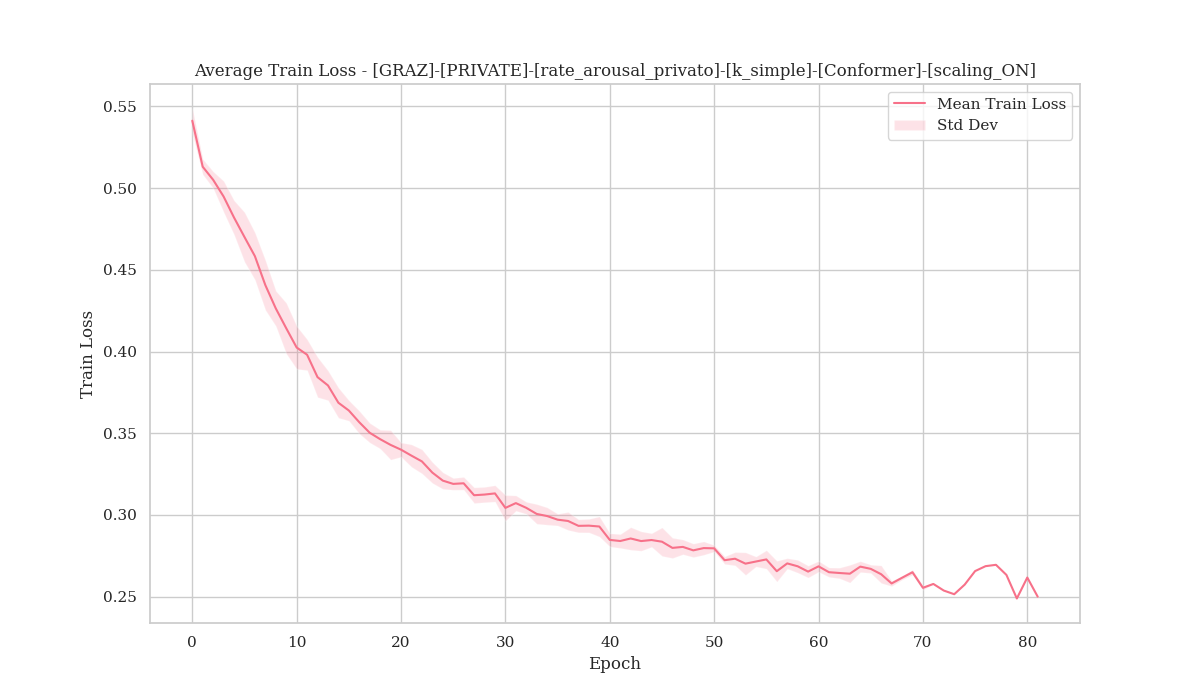 Average Train Loss - [GRAZ]-[PRIVATE]-[rate_arousal_privato]-[k_simple]-[Conformer]-[scaling_ON]
Mean Train Loss
Std Dev
0.55
0.50
0.45
0.40
0.35
0.30
0.25
Train Loss
0 10 20 30 40 50 60 70 80
Epoch